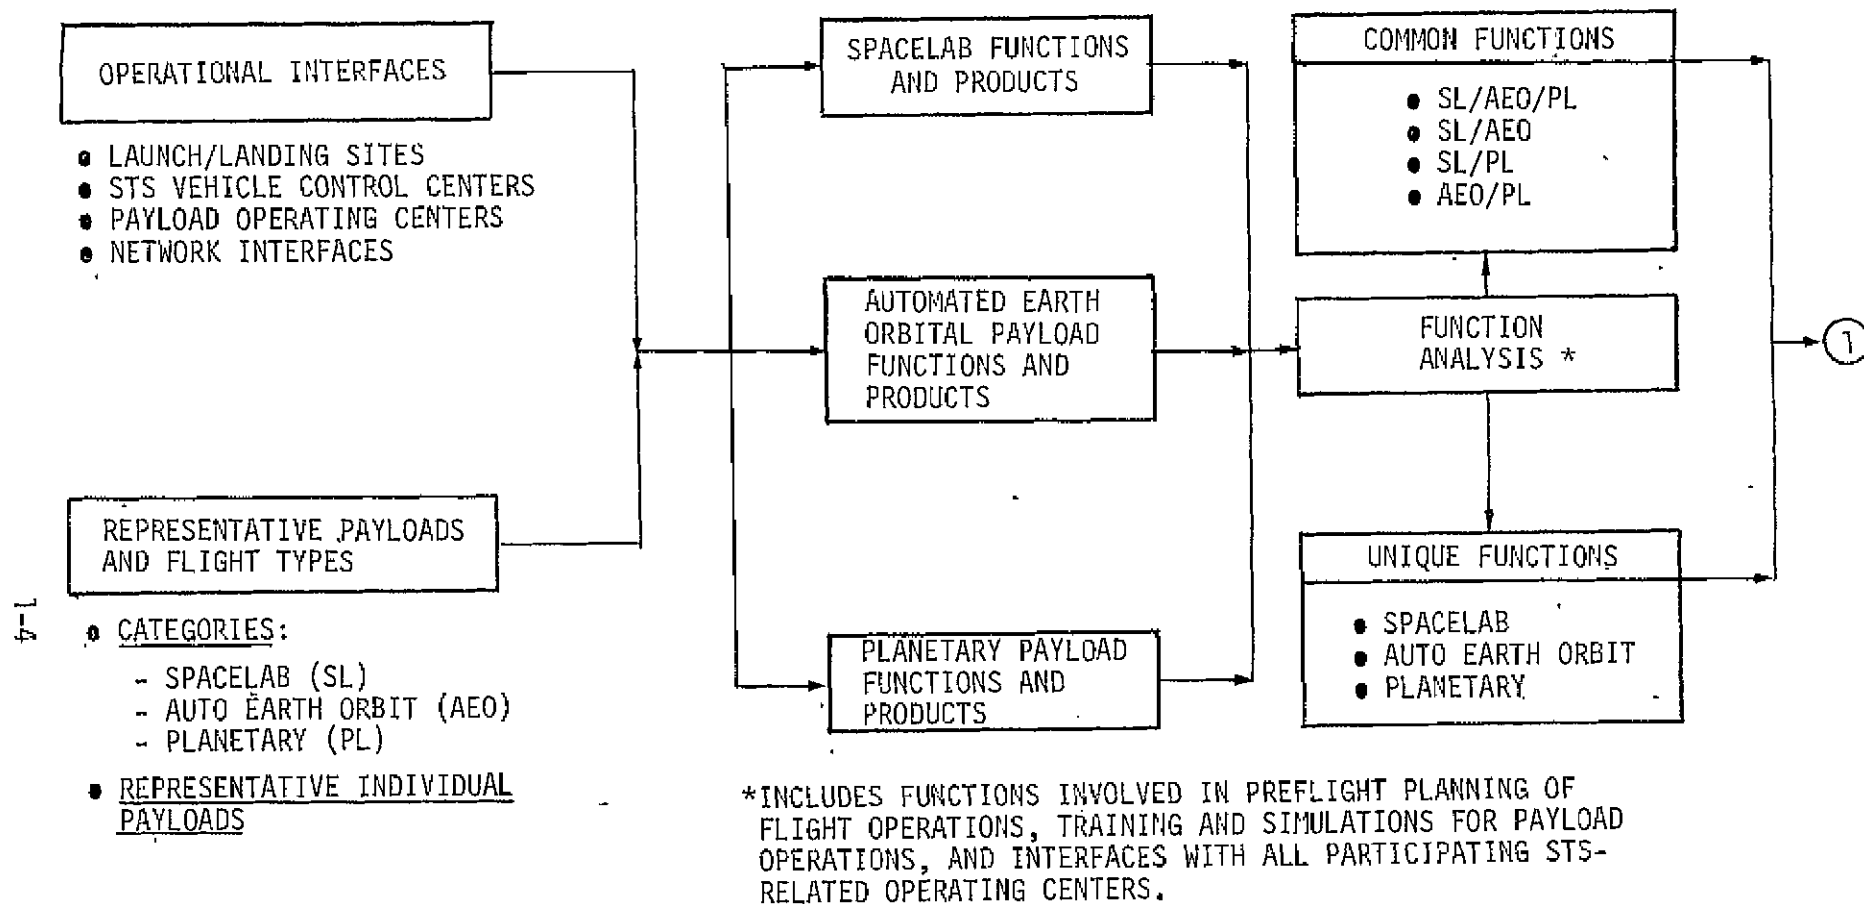 OPERATIONAL INTERFACES
● LAUNCH/LANDING SITES
● STS VEHICLE CONTROL CENTERS
● PAYLOAD OPERATING CENTERS
● NETWORK INTERFACES
REPRESENTATIVE PAYLOADS
AND FLIGHT TYPES
● CATEGORIES:
- SPACELAB (SL)
- AUTO EARTH ORBIT (AEO)
- PLANETARY (PL)
● REPRESENTATIVE INDIVIDUAL
PAYLOADS
SPACELAB FUNCTIONS
AND PRODUCTS
AUTOMATED EARTH
ORBITAL PAYLOAD
FUNCTIONS AND
PRODUCTS
PLANETARY PAYLOAD
FUNCTIONS AND
PRODUCTS
COMMON FUNCTIONS
● SL/AEO/PL
● SL/AEO
● SL/PL
● AEO/PL
FUNCTION
ANALYSIS *
UNIQUE FUNCTIONS
● SPACELAB
● AUTO EARTH ORBIT
● PLANETARY
1
*INCLUDES FUNCTIONS INVOLVED IN PREFLIGHT PLANNING OF
FLIGHT OPERATIONS, TRAINING AND SIMULATIONS FOR PAYLOAD
OPERATIONS, AND INTERFACES WITH ALL PARTICIPATING STS-
RELATED OPERATING CENTERS.
1-4